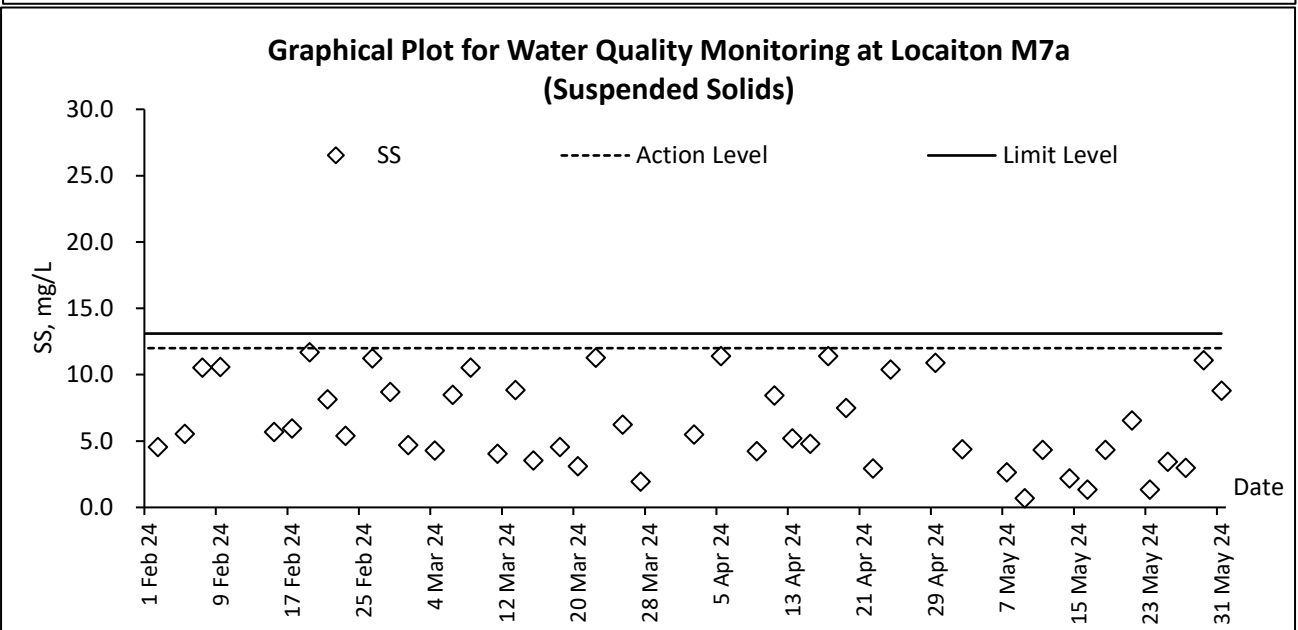 Graphical Plot for Water Quality Monitoring at Locaiton M7a
(Suspended Solids)
SS
Action Level
Limit Level
SS, mg/L
30.0
25.0
20.0
15.0
10.0
5.0
0.0
Date
1 Feb 24
9 Feb 24
17 Feb 24
25 Feb 24
4 Mar 24
12 Mar 24
20 Mar 24
28 Mar 24
5 Apr 24
13 Apr 24
21 Apr 24
29 Apr 24
7 May 24
15 May 24
23 May 24
31 May 24